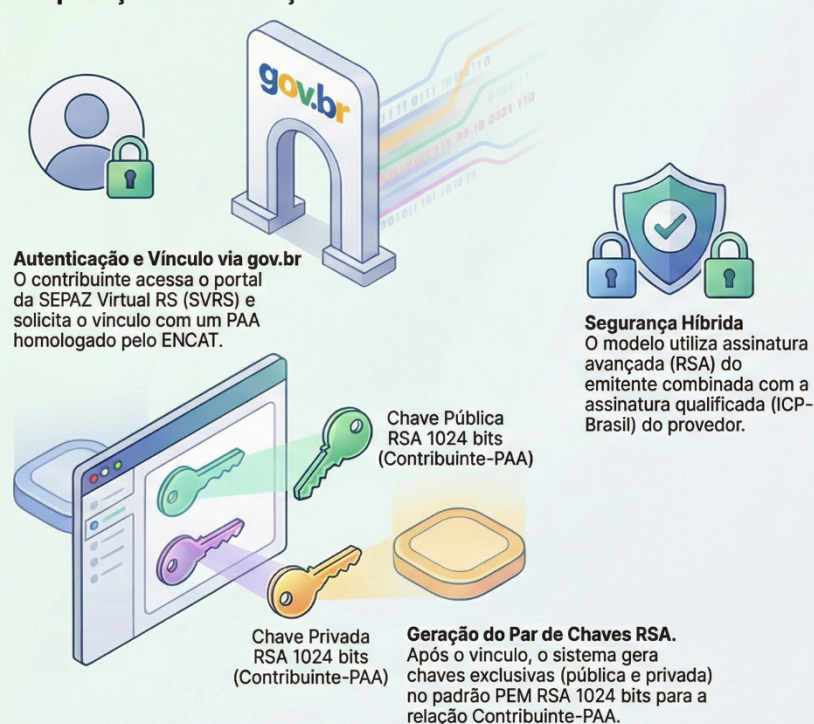 gov.br
Autenticação e Vínculo via gov.br
O contribuinte acessa o portal
da SEPAZ Virtual RS (SVRS) e
solicita o vinculo com um PAA
homologado pelo ENCAT.
Segurança Híbrida
O modelo utiliza assinatura
avançada (RSA) do
emitente combinada com a
assinatura qualificada (ICP-
Brasil) do provedor.
Chave Pública
RSA 1024 bits
(Contribuinte-PAA)
Chave Privada
RSA 1024 bits
(Contribuinte-PAA)
Geração do Par de Chaves RSA.
Após o vinculo, o sistema gera
chaves exclusivas (pública e privada)
no padrão PEM RSA 1024 bits para a
relação Contribuinte-PAA.